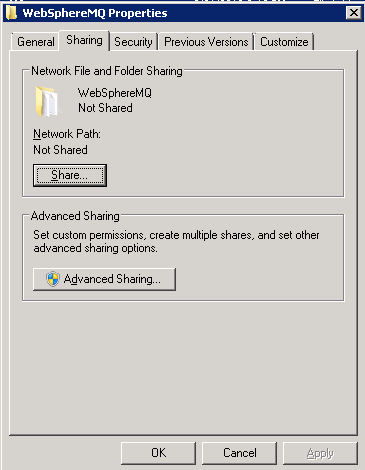 WebSphereMQ Properties
General
Sharing
Security
Previous Versions
Customize
Network File and Folder Sharing
WebSphereMQ
Not Shared
Network Path:
Not Shared
Share...
Advanced Sharing
Set custom permissions, create multiple shares, and set other
advanced sharing options.
Advanced Sharing...
OK
Cancel
Apply